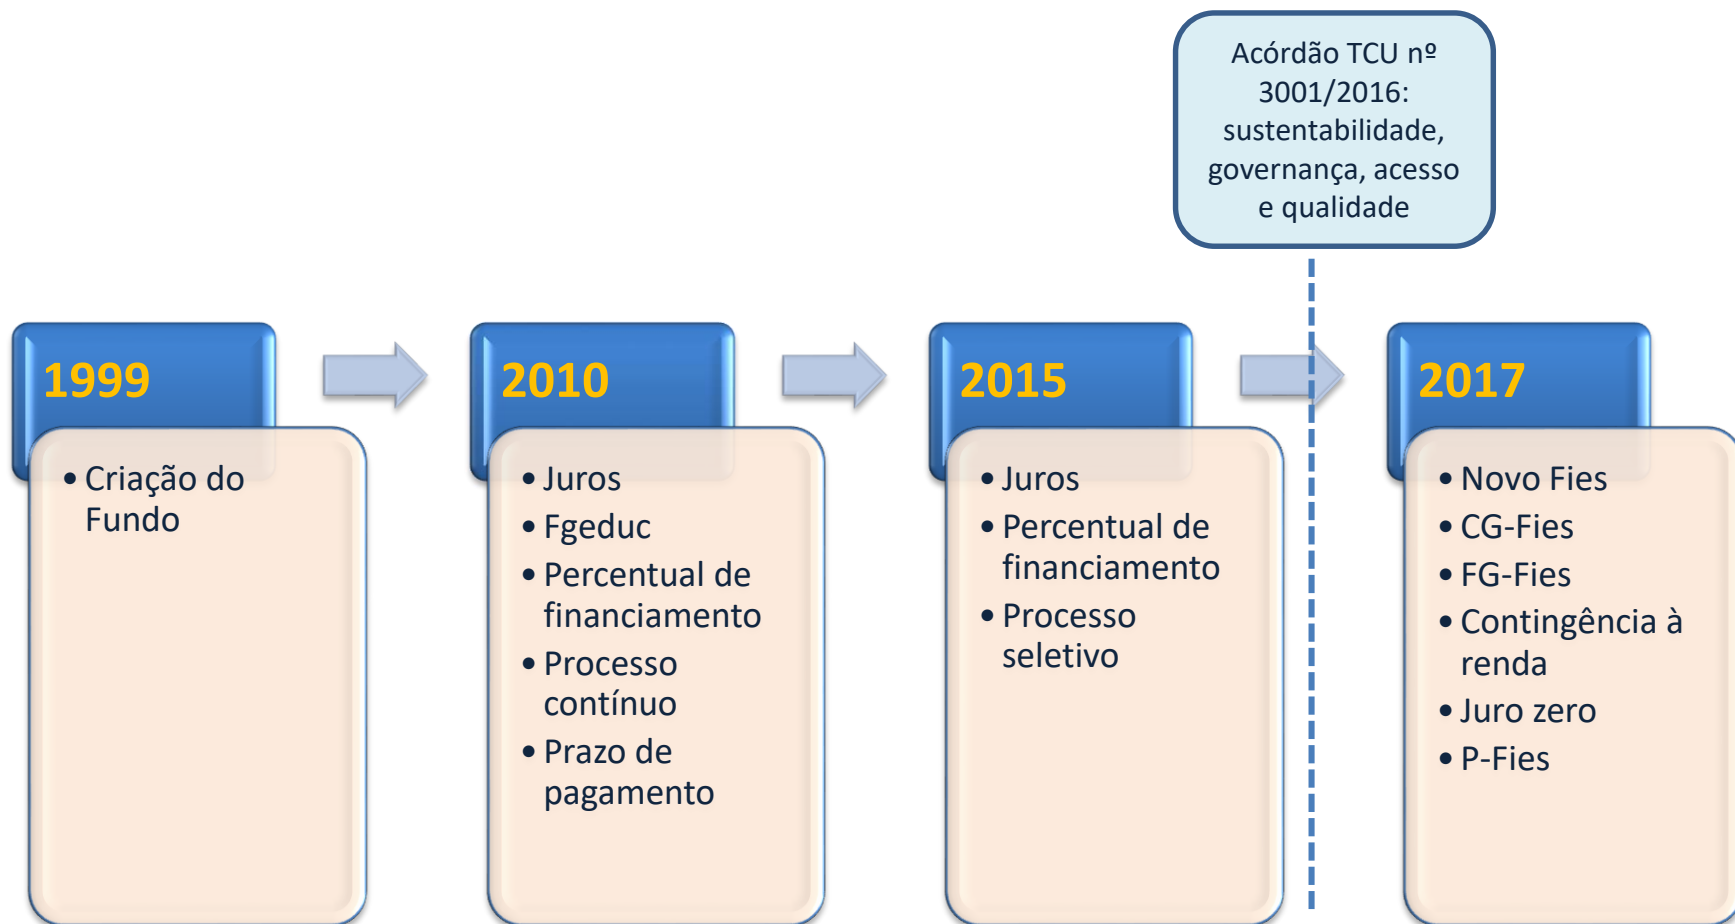 Acórdão TCU nº
3001/2016:
sustentabilidade,
governança, acesso
e qualidade
1999
• Criação do
Fundo
2010
• Juros
• Fgeduc
• Percentual de
financiamento
• Processo
contínuo
• Prazo de
pagamento
2015
• Juros
• Percentual de
financiamento
• Processo
seletivo
2017
• Novo Fies
• CG-Fies
• FG-Fies
• Contingência à
renda
• Juro zero
• P-Fies